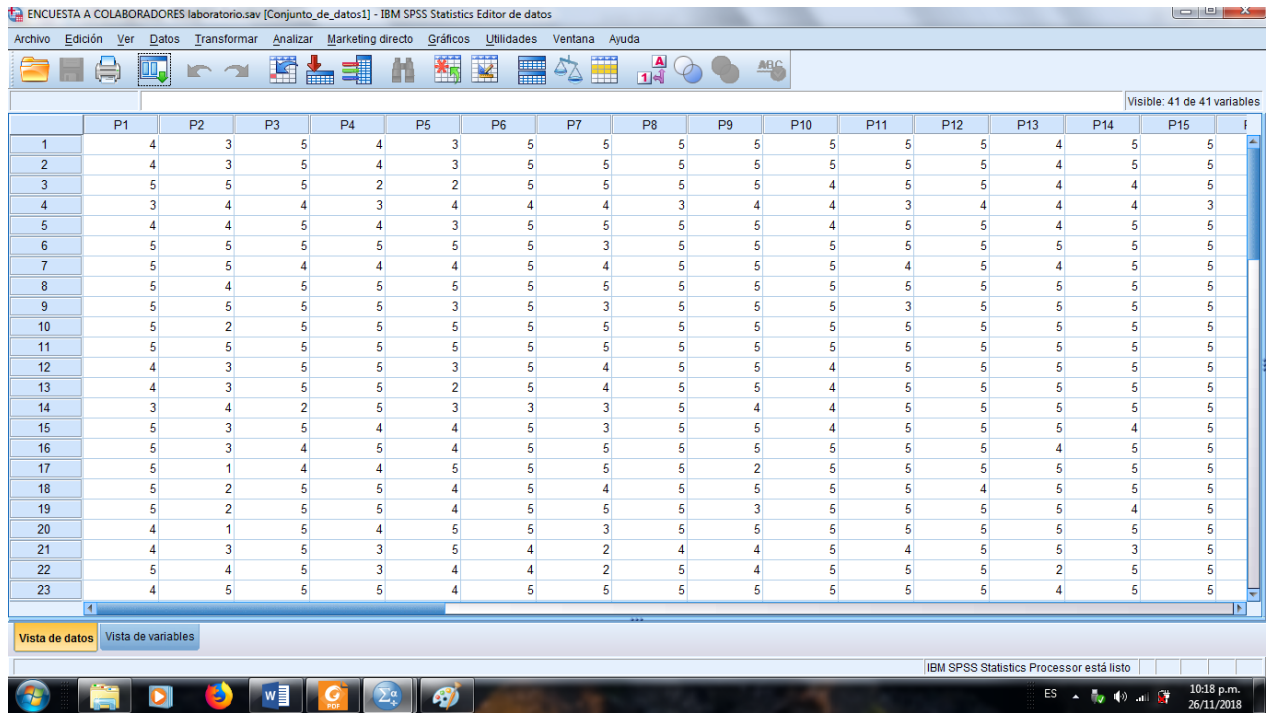 ENCUESTA A COLABORADORES laboratorio.sav [Conjunto_de_datos1] - IBM SPSS Statistics Editor de datos
Archivo Edición Ver Datos Transformar Analizar Marketing directo Gráficos Utilidades Ventana Ayuda
Visible: 41 de 41 variables
P1 P2 P3 P4 P5 P6 P7 P8 P9 P10 P11 P12 P13 P14 P15
1 4 3 5 4 3 5 5 5 5 5 5 5 4 5 5
2 4 3 5 4 3 5 5 5 5 5 5 5 4 5 5
3 5 5 5 2 2 5 5 5 5 4 5 5 4 4 5
4 3 4 4 3 4 4 4 3 4 4 3 4 4 4 3
5 4 4 5 4 3 5 5 5 5 4 5 5 4 5 5
6 5 5 5 5 5 5 3 5 5 5 5 5 5 5 5
7 5 5 4 4 4 5 4 5 5 5 4 5 4 5 5
8 5 4 5 5 5 5 5 5 5 5 5 5 5 5 5
9 5 5 5 5 3 5 3 5 5 5 3 5 5 5 5
10 5 2 5 5 5 5 5 5 5 5 5 5 5 5 5
11 5 5 5 5 5 5 5 5 5 5 5 5 5 5 5
12 4 3 5 5 3 5 4 5 5 4 5 5 5 5 5
13 4 3 5 5 2 5 4 5 5 4 5 5 5 5 5
14 3 4 2 5 3 3 3 5 4 4 5 5 5 5 5
15 5 3 5 4 4 5 3 5 5 4 5 5 5 4 5
16 5 3 4 5 4 5 5 5 5 5 5 5 4 5 5
17 5 1 4 4 5 5 5 5 2 5 5 5 5 5 5
18 5 2 5 5 4 5 4 5 5 5 5 4 5 5 5
19 5 2 5 5 4 5 5 5 3 5 5 5 5 4 5
20 4 1 5 4 5 5 3 5 5 5 5 5 5 5 5
21 4 3 5 3 5 4 2 4 4 5 4 5 5 3 5
22 5 4 5 3 4 4 2 5 4 5 5 5 2 5 5
23 4 5 5 5 4 5 5 5 5 5 5 5 4 5 5
Vista de datos Vista de variables
IBM SPSS Statistics Processor está listo
ES 10:18 p.m.
26/11/2018